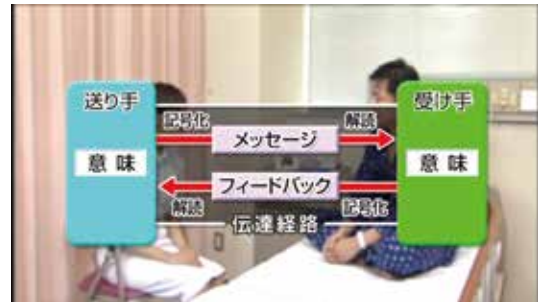 送り手
受け手
記号化
解読
メッセージ
意味
意味
フィードバック
解読
記号化
伝達経路